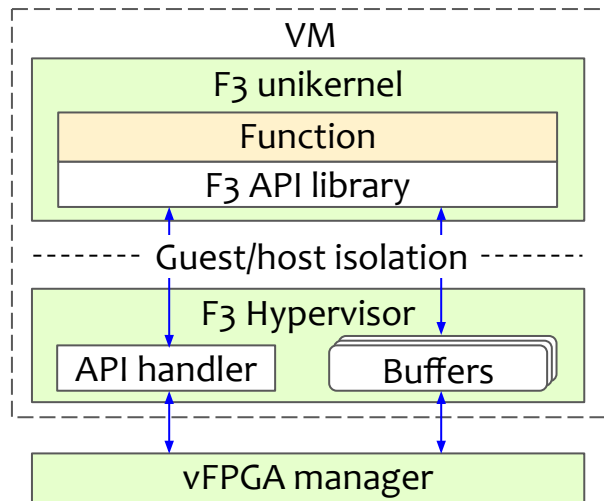 VM
F3 unikernel
Function
F3 API library
Guest/host isolation
F3 Hypervisor
API handler
Buffers
vFPGA manager